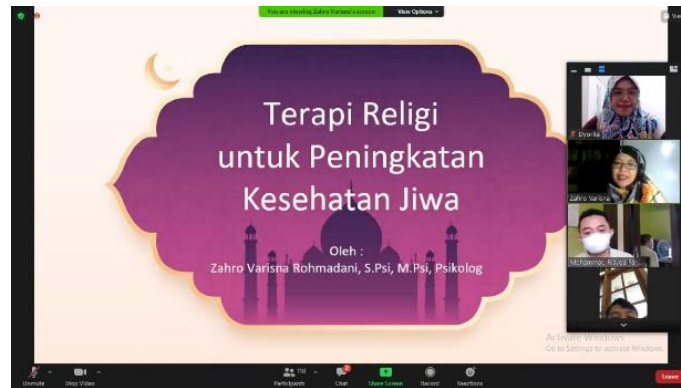 You are viewing Zahro Varisna's screen
View Options
View
Terapi Religi
untuk Peningkatan
Kesehatan Jiwa
Oleh :
Zahro Varisna Rohmadani, S.Psi, M.Psi, Psikolog
Dyorita
Zahro Varisna
Activate Windows
Go to Settings to activate Windows.
Unmute
Stop Video
Participants
Chat
Share Screen
Record
Reactions
Leave